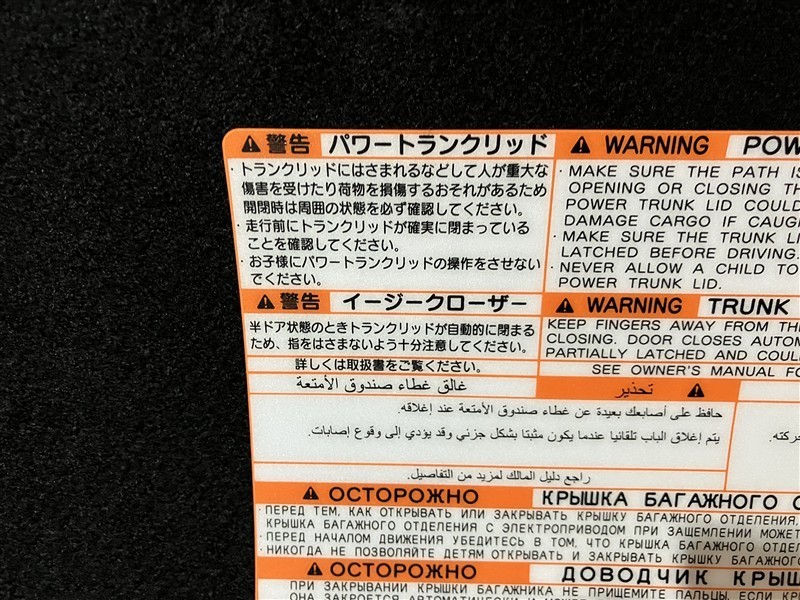 警告 パワートランクリッド
・トランクリッドにはさまれるなどして人が重大な
傷害を受けたり荷物を損傷するおそれがあるため
開閉時は周囲の状態を必ず確認してください。
・走行前にトランクリッドが確実に閉まっている
ことを確認してください。
・お子様にパワートランクリッドの操作をさせない
でください。
警告 イージークローザー
半ドア状態のときトランクリッドが自動的に閉まる
ため、指をはさまないよう十分注意してください。
詳しくは取扱書をご覧ください。
WARNING POW
・MAKE SURE THE PATH IS
OPENING OR CLOSING TH
POWER TRUNK LID COULD
DAMAGE CARGO IF CAUG
・MAKE SURE THE TRUNK LI
LATCHED BEFORE DRIVING.
・NEVER ALLOW A CHILD TO
POWER TRUNK LID.
WARNING TRUNK
KEEP FINGERS AWAY FROM THE
CLOSING. DOOR CLOSES AUTOM
PARTIALLY LATCHED AND COUL
SEE OWNER'S MANUAL FO
تحذير غالق غطاء صندوق الأمتعة
حافظ على أصابعك بعيدة عن غطاء صندوق الأمتعة عند إغلاقه.
يتم إغلاق الباب تلقائيا عندما يكون مثبتا بشكل جزئي وقد يؤدي إلى وقوع إصابات.
راجع دليل المالك لمزيد من التفاصيل.
حركته.
ОСТОРОЖНО КРЫШКА БАГАЖНОГО О
・ПЕРЕД ТЕМ, КАК ОТКРЫВАТЬ ИЛИ ЗАКРЫВАТЬ КРЫШКУ БАГАЖНОГО ОТДЕЛЕНИЯ,
КРЫШКА БАГАЖНОГО ОТДЕЛЕНИЯ С ЭЛЕКТРОПРИВОДОМ ПРИ ЗАЩЕМЛЕНИИ МОЖЕТ
・ПЕРЕД НАЧАЛОМ ДВИЖЕНИЯ УБЕДИТЕСЬ В ТОМ, ЧТО КРЫШКА БАГАЖНОГО ОТДЕЛ
・НИКОГДА НЕ ПОЗВОЛЯЙТЕ ДЕТЯМ ОТКРЫВАТЬ И ЗАКРЫВАТЬ КРЫШКУ БАГАЖНО
ОСТОРОЖНО ДОВОДЧИК КРЫШ
ПРИ ЗАКРЫВАНИИ КРЫШКИ БАГАЖНИКА НЕ ПРИЩЕМИТЕ ПАЛЬЦЫ. ЕСЛИ КРЫ
ОНА ЗАКРОЕТСЯ АВТОМАТИЧЕСКИ И МОЖЕТ